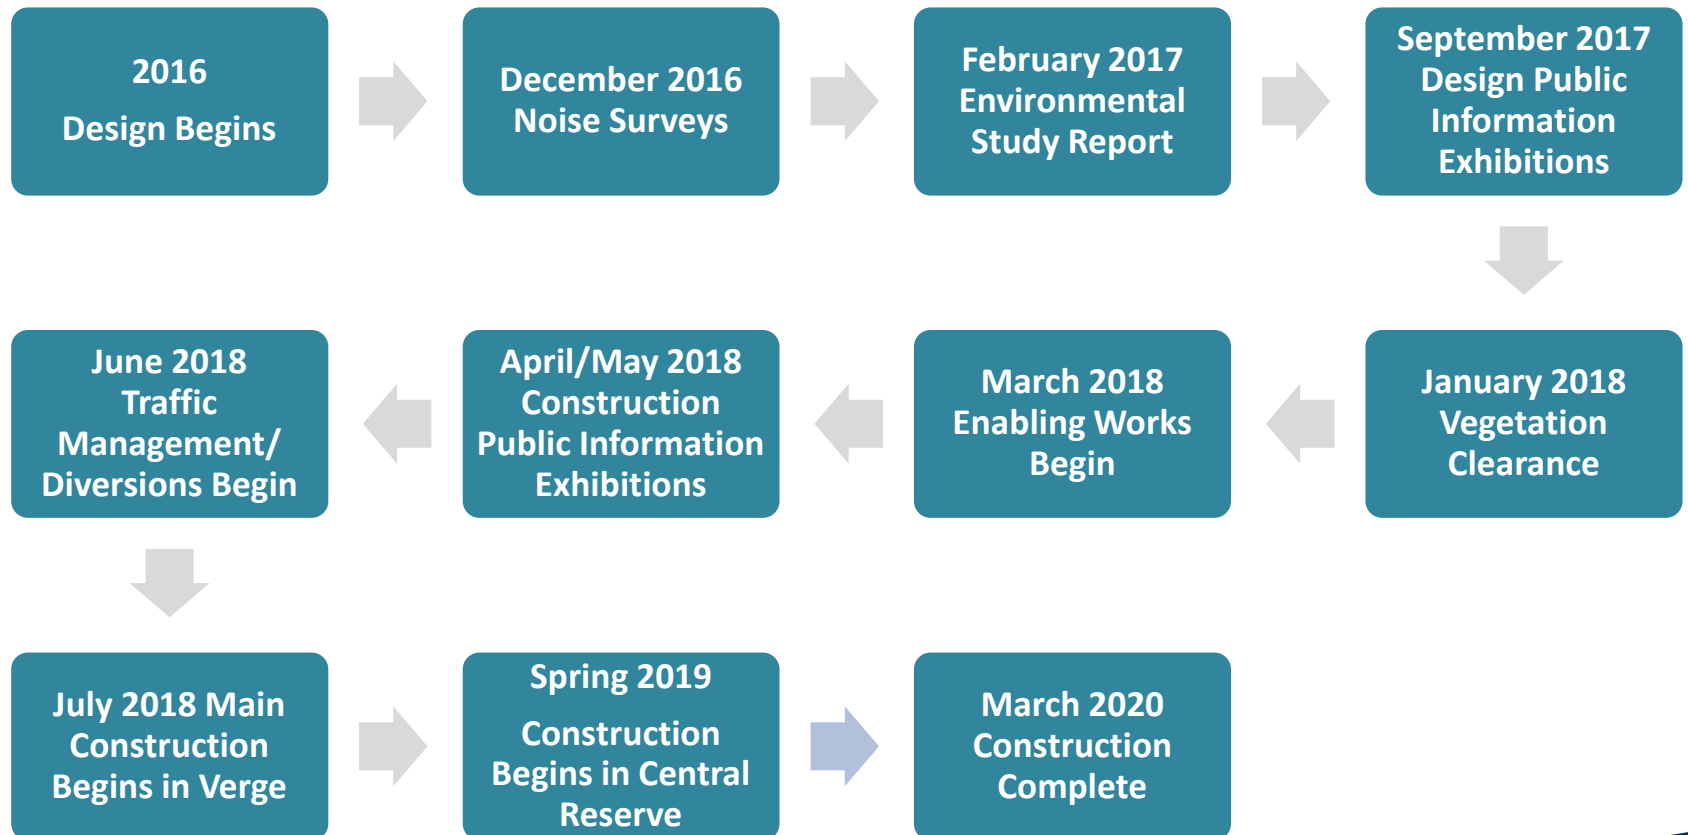 2016
Design Begins
December 2016
Noise Surveys
February 2017
Environmental
Study Report
September 2017
Design Public
Information
Exhibitions
January 2018
Vegetation
Clearance
March 2018
Enabling Works
Begin
April/May 2018
Construction
Public Information
Exhibitions
June 2018
Traffic
Management/
Diversions Begin
July 2018 Main
Construction
Begins in Verge
Spring 2019
Construction
Begins in Central
Reserve
March 2020
Construction
Complete